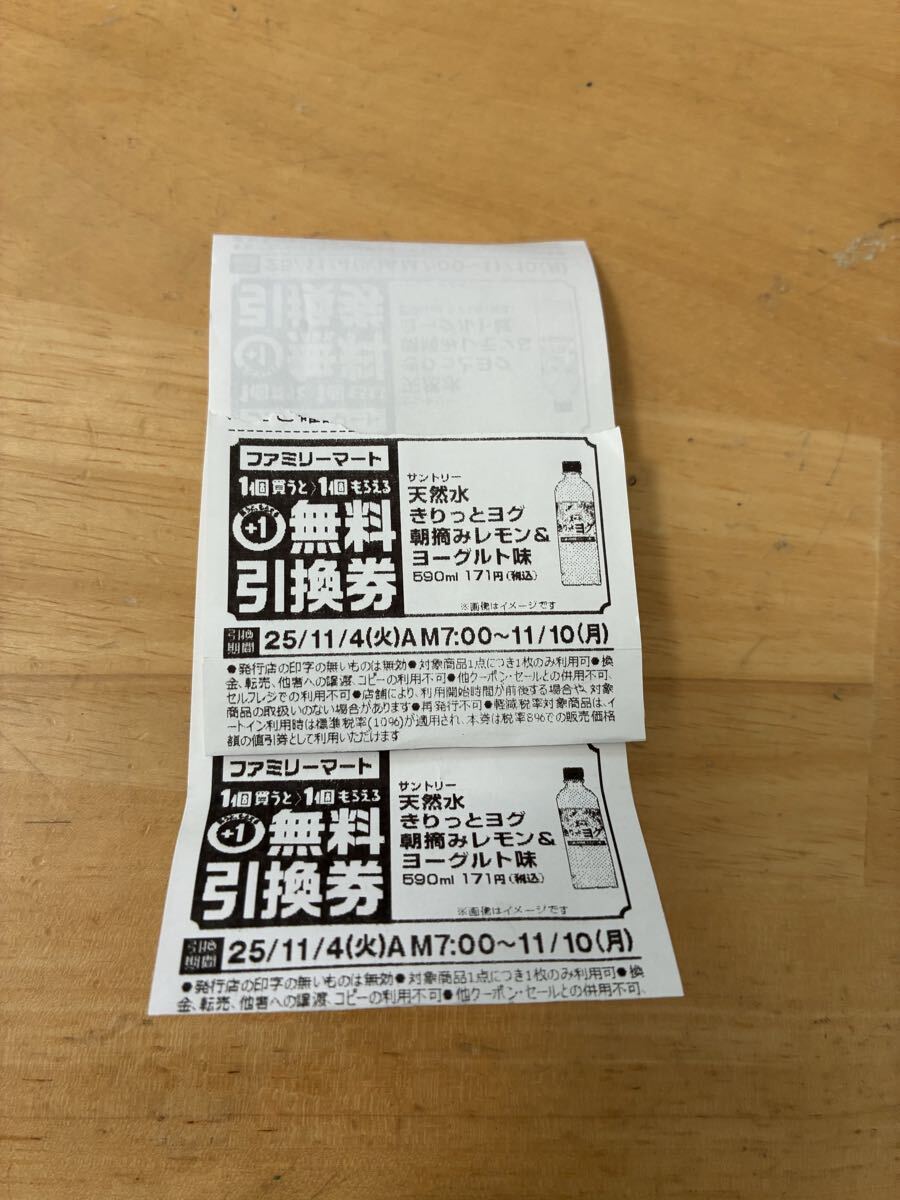 ファミリーマート
1個買うと〉1個もらえる
+1 無料
引換券
サントリー
天然水
きりっとヨグ
朝摘みレモン&
ヨーグルト味
590ml 171円(税込)
※画像はイメージです
引換期間 25/11/4(火)AM7:00〜11/10(月)
●発行店の印字の無いものは無効●対象商品1点につき1枚のみ利用可●換
金、転売、他者への譲渡、コピーの利用不可●他クーポン・セールとの併用不可、
セルフレジでの利用不可●店舗により、利用開始時間が前後する場合や、対象
商品の取扱いのない場合があります●再発行不可●軽減税率対象商品は、イ
ートイン利用時は標準税率(10%)が適用され、本券は税率8%での販売価格
額の値引券として利用いただけます
ファミリーマート
1個買うと〉1個もらえる
+1 無料
引換券
サントリー
天然水
きりっとヨグ
朝摘みレモン&
ヨーグルト味
590ml 171円(税込)
※画像はイメージです
引換期間 25/11/4(火)AM7:00〜11/10(月)
●発行店の印字の無いものは無効●対象商品1点につき1枚のみ利用可●換
金、転売、他者への譲渡、コピーの利用不可●他クーポン・セールとの併用不可、